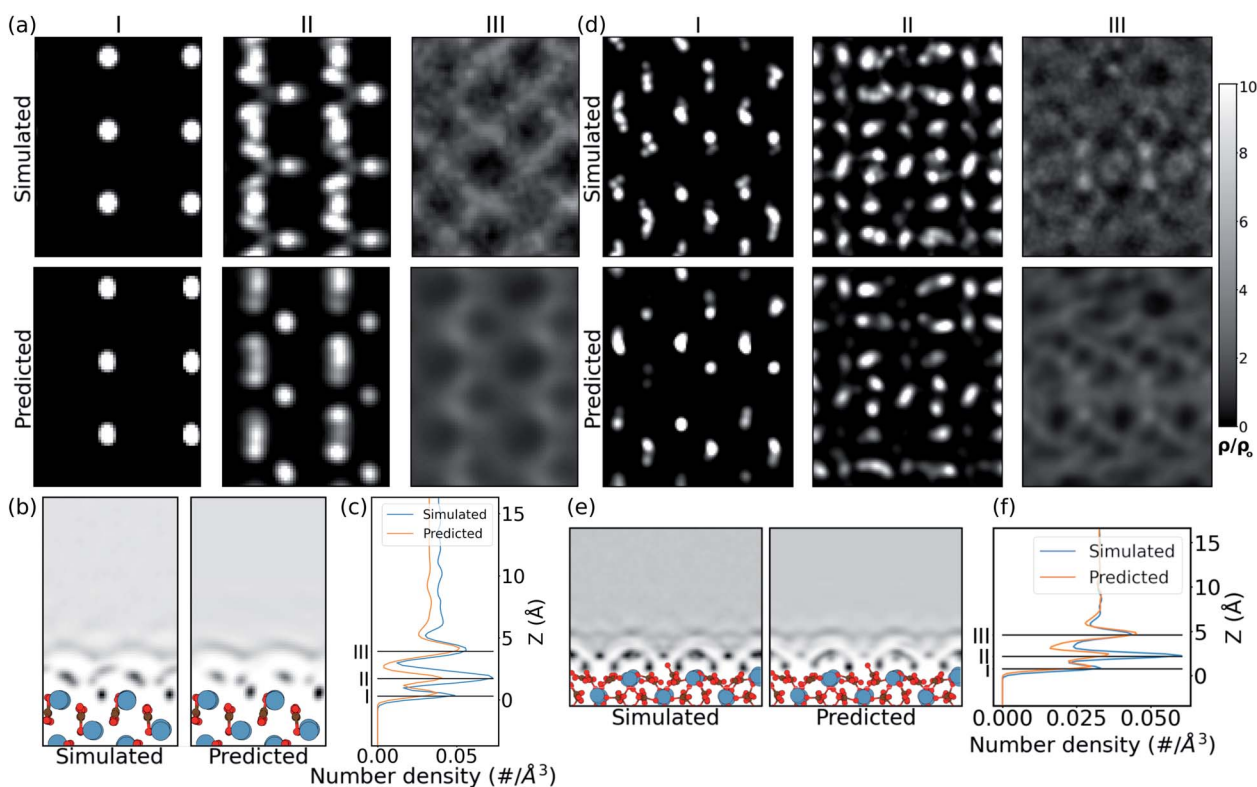 (a)
I
II
III
(d)
I
II
III
Simulated
Predicted
Simulated
Predicted
10
8
6
4
2
0
ρ/ρ₀
(b)
Simulated
Predicted
(c)
Simulated
Predicted
15
10
5
0
Z (Å)
III
II
I
0.00
0.05
Number density (#/Å³)
(e)
Simulated
Predicted
(f)
Simulated
Predicted
15
10
5
0
Z (Å)
III
II
I
0.000
0.025
0.050
Number density (#/Å³)